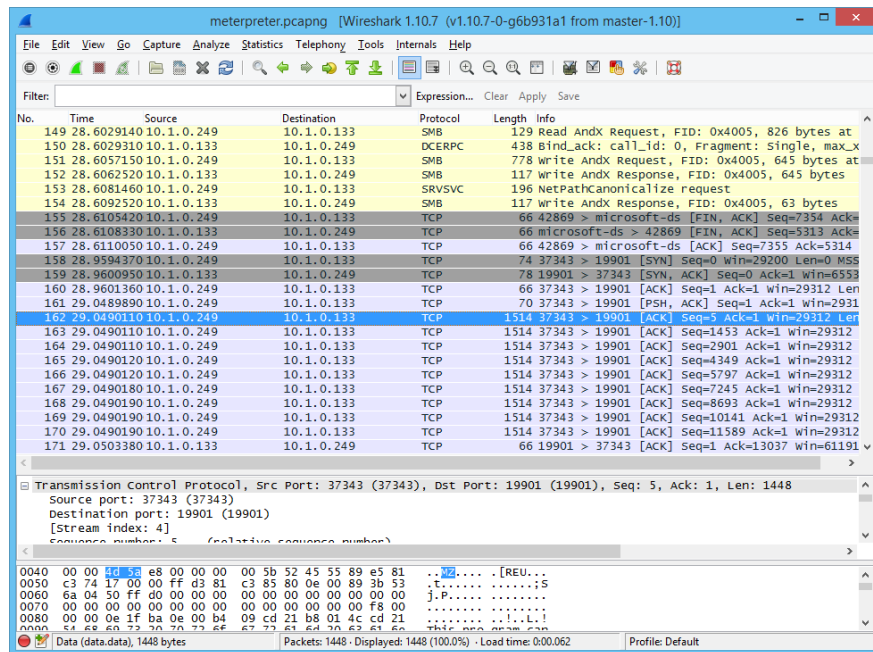 meterpreter.pcapng [Wireshark 1.10.7 (v1.10.7-0-g6b931a1 from master-1.10)]
File Edit View Go Capture Analyze Statistics Telephony Tools Internals Help
Filter: Expression... Clear Apply Save
No. Time Source Destination Protocol Length Info
149 28.6029140 10.1.0.249 10.1.0.133 SMB 129 Read AndX Request, FID: 0x4005, 826 bytes at
150 28.6029310 10.1.0.133 10.1.0.249 DCERPC 438 Bind_ack: call_id: 0, Fragment: Single, max_x
151 28.6057150 10.1.0.249 10.1.0.133 SMB 778 Write AndX Request, FID: 0x4005, 645 bytes at
152 28.6062520 10.1.0.133 10.1.0.249 SMB 117 Write AndX Response, FID: 0x4005, 645 bytes
153 28.6081460 10.1.0.249 10.1.0.133 SRVSVC 196 NetPathCanonicalize request
154 28.6092520 10.1.0.133 10.1.0.249 SMB 117 Write AndX Response, FID: 0x4005, 63 bytes
155 28.6105420 10.1.0.249 10.1.0.133 TCP 66 42869 > microsoft-ds [FIN, ACK] Seq=7354 Ack=
156 28.6108330 10.1.0.133 10.1.0.249 TCP 66 microsoft-ds > 42869 [FIN, ACK] Seq=5313 Ack=
157 28.6110050 10.1.0.249 10.1.0.133 TCP 66 42869 > microsoft-ds [ACK] Seq=7355 Ack=5314
158 28.9594370 10.1.0.249 10.1.0.133 TCP 74 37343 > 19901 [SYN] Seq=0 Win=29200 Len=0 MSS
159 28.9600950 10.1.0.133 10.1.0.249 TCP 78 19901 > 37343 [SYN, ACK] Seq=0 Ack=1 Win=6553
160 28.9601360 10.1.0.249 10.1.0.133 TCP 66 37343 > 19901 [ACK] Seq=1 Ack=1 Win=29312 Len
161 29.0489890 10.1.0.249 10.1.0.133 TCP 70 37343 > 19901 [PSH, ACK] Seq=1 Ack=1 Win=2931
162 29.0490110 10.1.0.249 10.1.0.133 TCP 1514 37343 > 19901 [ACK] Seq=5 Ack=1 Win=29312 Len
163 29.0490110 10.1.0.249 10.1.0.133 TCP 1514 37343 > 19901 [ACK] Seq=1453 Ack=1 Win=29312
164 29.0490110 10.1.0.249 10.1.0.133 TCP 1514 37343 > 19901 [ACK] Seq=2901 Ack=1 Win=29312
165 29.0490120 10.1.0.249 10.1.0.133 TCP 1514 37343 > 19901 [ACK] Seq=4349 Ack=1 Win=29312
166 29.0490120 10.1.0.249 10.1.0.133 TCP 1514 37343 > 19901 [ACK] Seq=5797 Ack=1 Win=29312
167 29.0490180 10.1.0.249 10.1.0.133 TCP 1514 37343 > 19901 [ACK] Seq=7245 Ack=1 Win=29312
168 29.0490190 10.1.0.249 10.1.0.133 TCP 1514 37343 > 19901 [ACK] Seq=8693 Ack=1 Win=29312
169 29.0490190 10.1.0.249 10.1.0.133 TCP 1514 37343 > 19901 [ACK] Seq=10141 Ack=1 Win=29312
170 29.0490190 10.1.0.249 10.1.0.133 TCP 1514 37343 > 19901 [ACK] Seq=11589 Ack=1 Win=29312
171 29.0503380 10.1.0.133 10.1.0.249 TCP 66 19901 > 37343 [ACK] Seq=1 Ack=13037 Win=61191
Transmission Control Protocol, Src Port: 37343 (37343), Dst Port: 19901 (19901), Seq: 5, Ack: 1, Len: 1448
Source port: 37343 (37343)
Destination port: 19901 (19901)
[Stream index: 4]
Sequence number: 5 (relative sequence number)
0040 00 00 4d 5a e8 00 00 00 00 5b 52 45 55 89 e5 81 ..MZ.... .[REU...
0050 c3 74 17 00 00 ff d3 81 c3 85 80 0e 00 89 3b 53 .t...... ......;S
0060 6a 04 50 ff d0 00 00 00 00 00 00 00 00 00 00 00 j.P..... ........
0070 00 00 00 00 00 00 00 00 00 00 00 00 00 00 f8 00 ........ ........
0080 00 00 0e 1f ba 0e 00 b4 09 cd 21 b8 01 4c cd 21 ........ ..!..L.!
0090 54 68 69 73 20 70 72 6f 67 72 61 6d 20 63 61 6e This pro gram can
Data (data.data), 1448 bytes Packets: 1448 · Displayed: 1448 (100.0%) · Load time: 0:00.062 Profile: Default